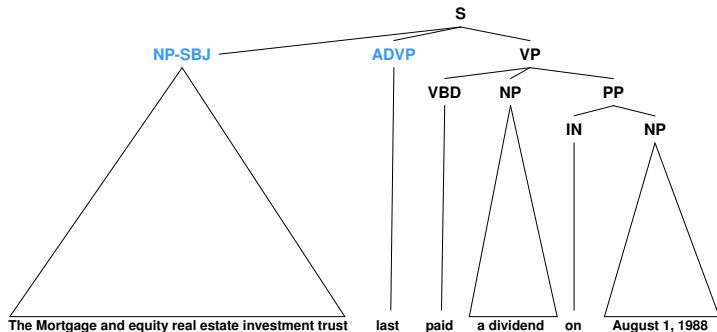 S
NP-SBJ ADVP VP
VBD NP PP
IN NP
The Mortgage and equity real estate investment trust last paid a dividend on August 1, 1988